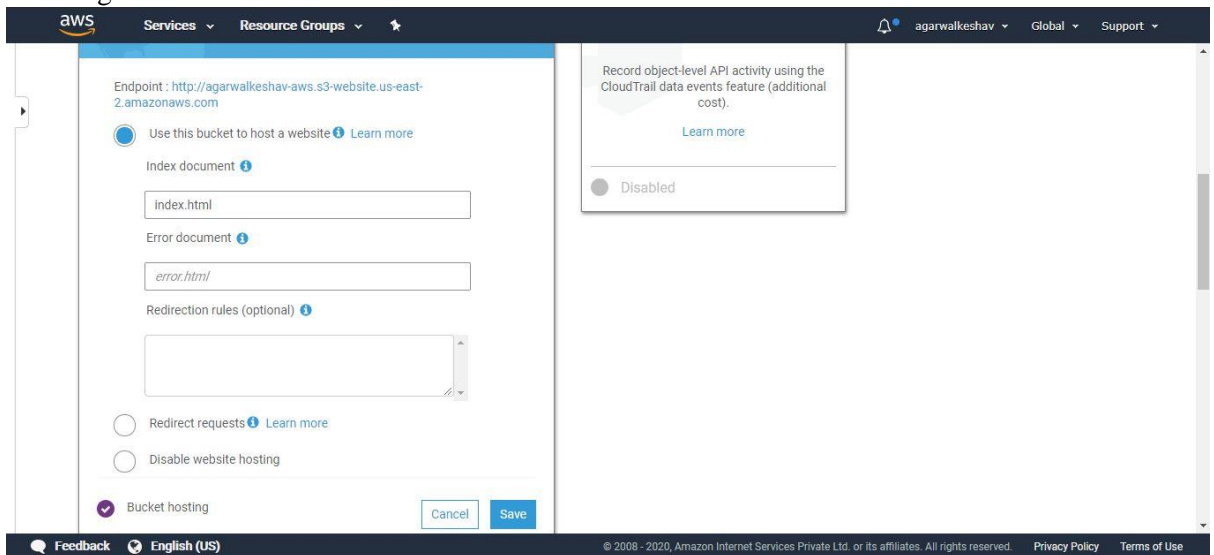 aws
Services
Resource Groups
agarwalkeshav
Global
Support
Endpoint : http://agarwalkeshav-aws.s3-website.us-east-
2.amazonaws.com
Use this bucket to host a website Learn more
Index document
index.html
Error document
error.html
Redirection rules (optional)
Redirect requests Learn more
Disable website hosting
Bucket hosting
Cancel
Save
Record object-level API activity using the
CloudTrail data events feature (additional
cost).
Learn more
Disabled
Feedback
English (US)
© 2008 - 2020, Amazon Internet Services Private Ltd. or its affiliates. All rights reserved.
Privacy Policy
Terms of Use